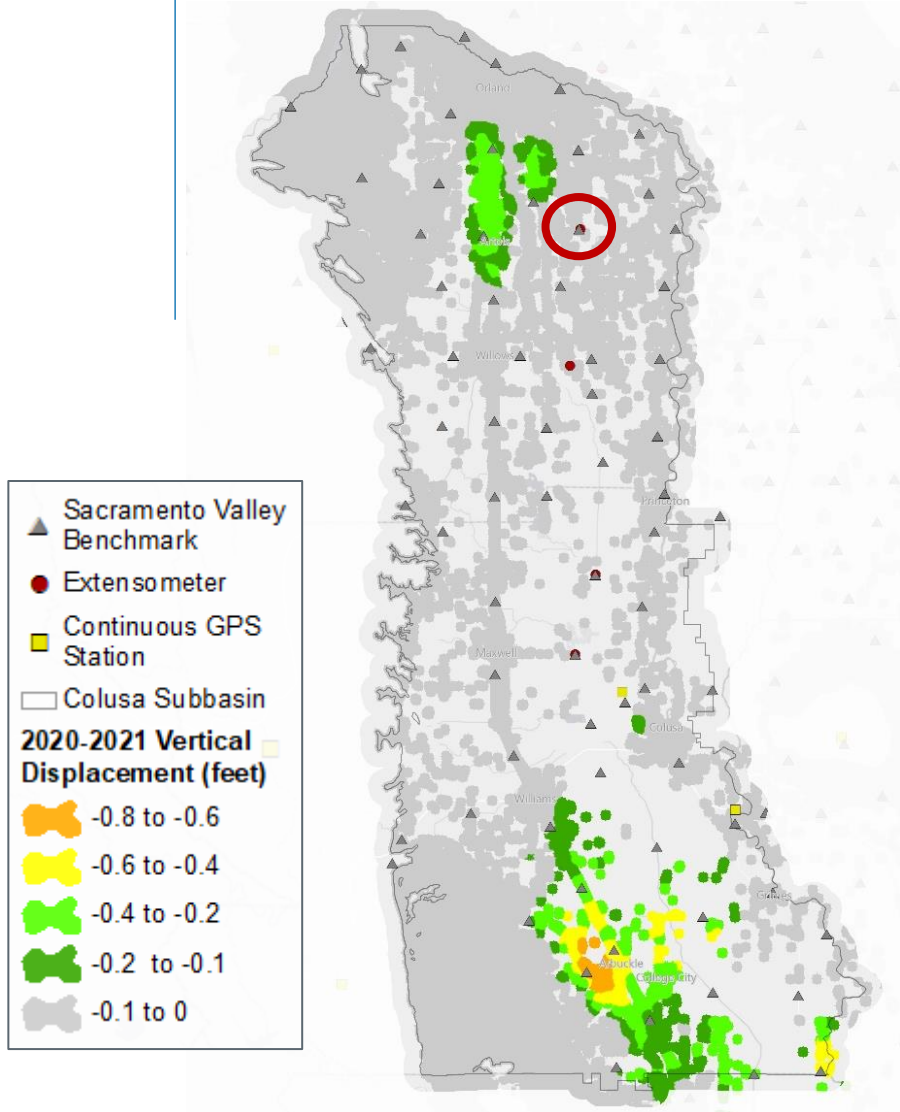 Orland
Artois
Willows
Princeton
Maxwell
Colusa
Williams
Grimes
Arbuckle
College City
Sacramento Valley
Benchmark
Extensometer
Continuous GPS
Station
Colusa Subbasin
2020-2021 Vertical
Displacement (feet)
-0.8 to -0.6
-0.6 to -0.4
-0.4 to -0.2
-0.2 to -0.1
-0.1 to 0